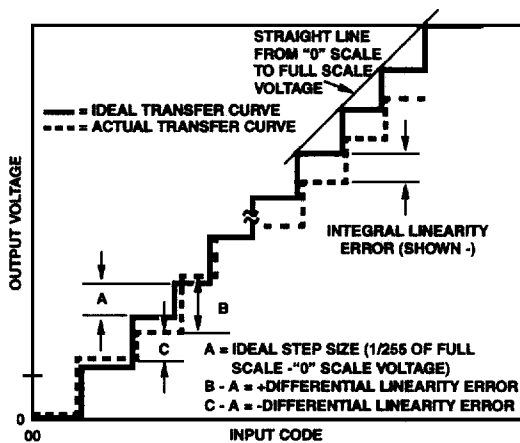 STRAIGHT LINE
FROM "0" SCALE
TO FULL SCALE
VOLTAGE
= IDEAL TRANSFER CURVE
= ACTUAL TRANSFER CURVE
OUTPUT VOLTAGE
INTEGRAL LINEARITY
ERROR (SHOWN -)
A
B
C
A = IDEAL STEP SIZE (1/255 OF FULL
SCALE -"0" SCALE VOLTAGE)
B - A = +DIFFERENTIAL LINEARITY ERROR
C - A = -DIFFERENTIAL LINEARITY ERROR
0
00
INPUT CODE